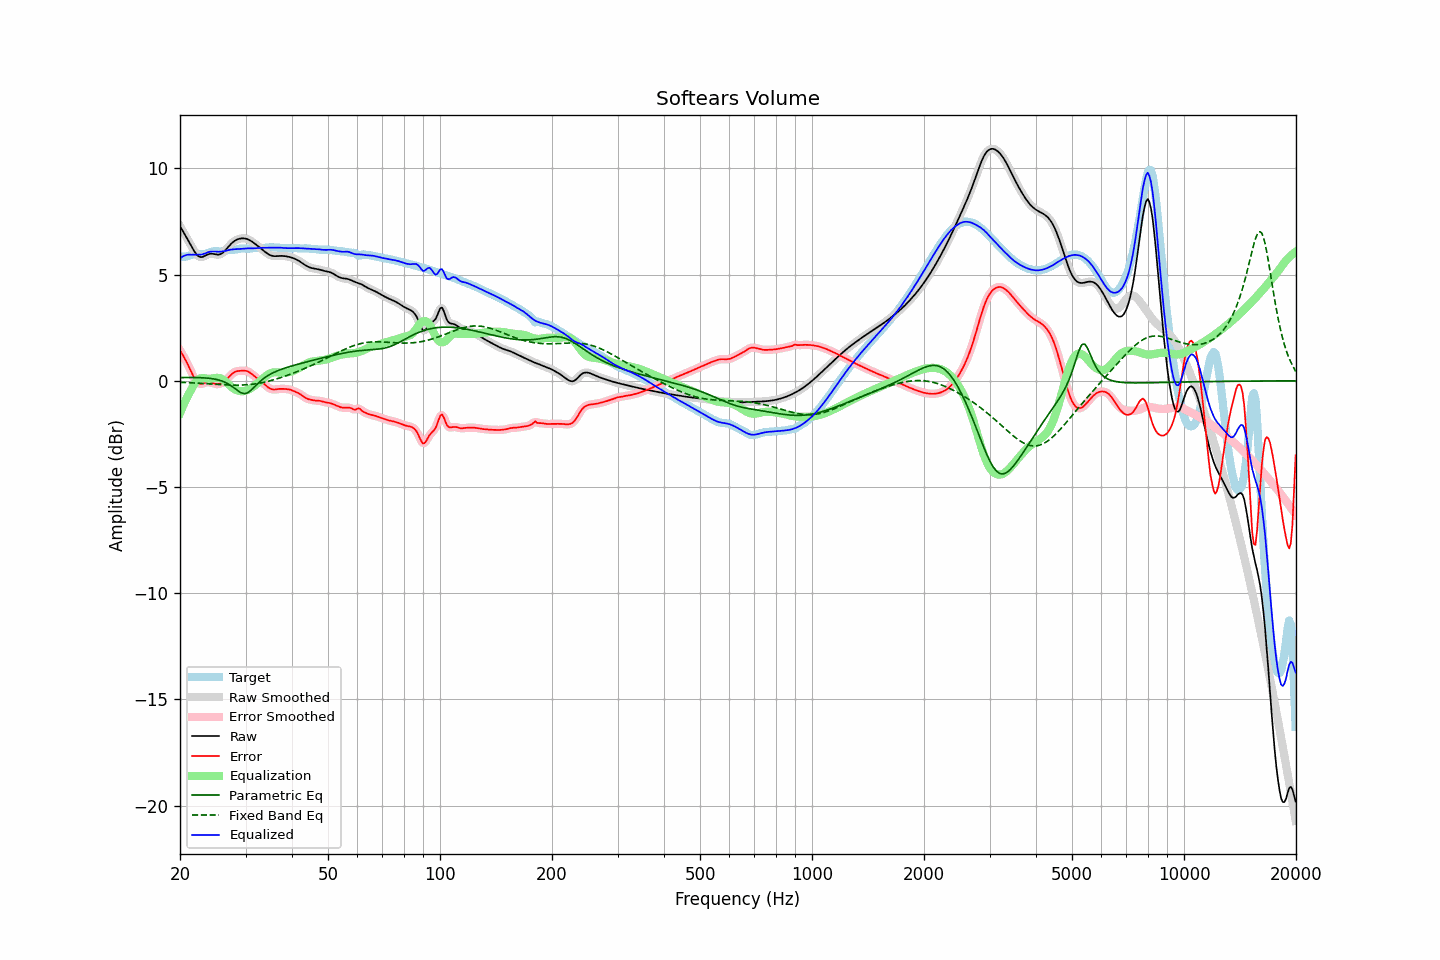 Softears Volume
Amplitude (dBr)
10
5
0
−5
−10
−15
−20
Target
Raw Smoothed
Error Smoothed
Raw
Error
Equalization
Parametric Eq
Fixed Band Eq
Equalized
20 50 100 200 500 1000 2000 5000 10000 20000
Frequency (Hz)